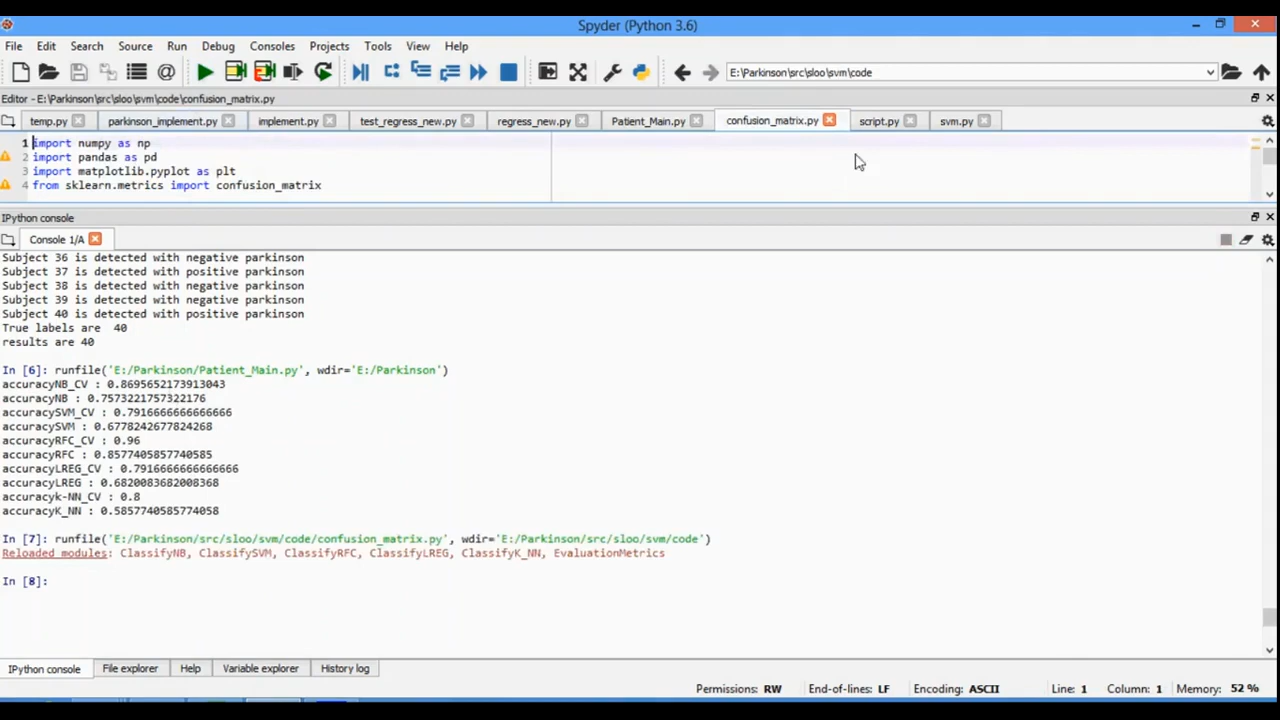 Spyder (Python 3.6)
File Edit Search Source Run Debug Consoles Projects Tools View Help
E:\Parkinson\src\sloo\svm\code
Editor - E:\Parkinson\src\sloo\svm\code\confusion_matrix.py
temp.py parkinson_implement.py implement.py test_regress_new.py regress_new.py Patient_Main.py confusion_matrix.py script.py svm.py
1 import numpy as np
2 import pandas as pd
3 import matplotlib.pyplot as plt
4 from sklearn.metrics import confusion_matrix
IPython console
Console 1/A
Subject 36 is detected with negative parkinson
Subject 37 is detected with positive parkinson
Subject 38 is detected with negative parkinson
Subject 39 is detected with negative parkinson
Subject 40 is detected with positive parkinson
True labels are  40
results are 40
In [6]: runfile('E:/Parkinson/Patient_Main.py', wdir='E:/Parkinson')
accuracyNB_CV : 0.8695652173913043
accuracyNB : 0.7573221757322176
accuracySVM_CV : 0.7916666666666666
accuracySVM : 0.6778242677824268
accuracyRFC_CV : 0.96
accuracyRFC : 0.8577405857740585
accuracyLREG_CV : 0.7916666666666666
accuracyLREG : 0.6820083682008368
accuracyk-NN_CV : 0.8
accuracyK_NN : 0.5857740585774058
In [7]: runfile('E:/Parkinson/src/sloo/svm/code/confusion_matrix.py', wdir='E:/Parkinson/src/sloo/svm/code')
Reloaded modules: ClassifyNB, ClassifySVM, ClassifyRFC, ClassifyLREG, ClassifyK_NN, EvaluationMetrics
In [8]:
IPython console File explorer Help Variable explorer History log
Permissions: RW End-of-lines: LF Encoding: ASCII Line: 1 Column: 1 Memory: 52 %